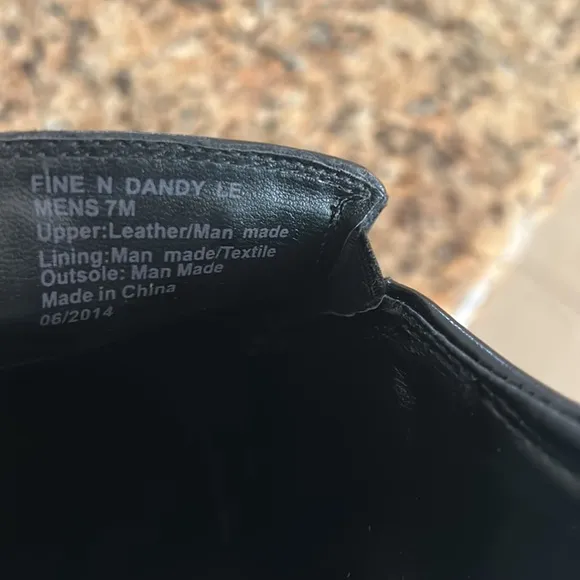 FINE N DANDY LE
MENS 7M
Upper:Leather/Man made
Lining:Man made/Textile
Outsole: Man Made
Made in China
06/2014